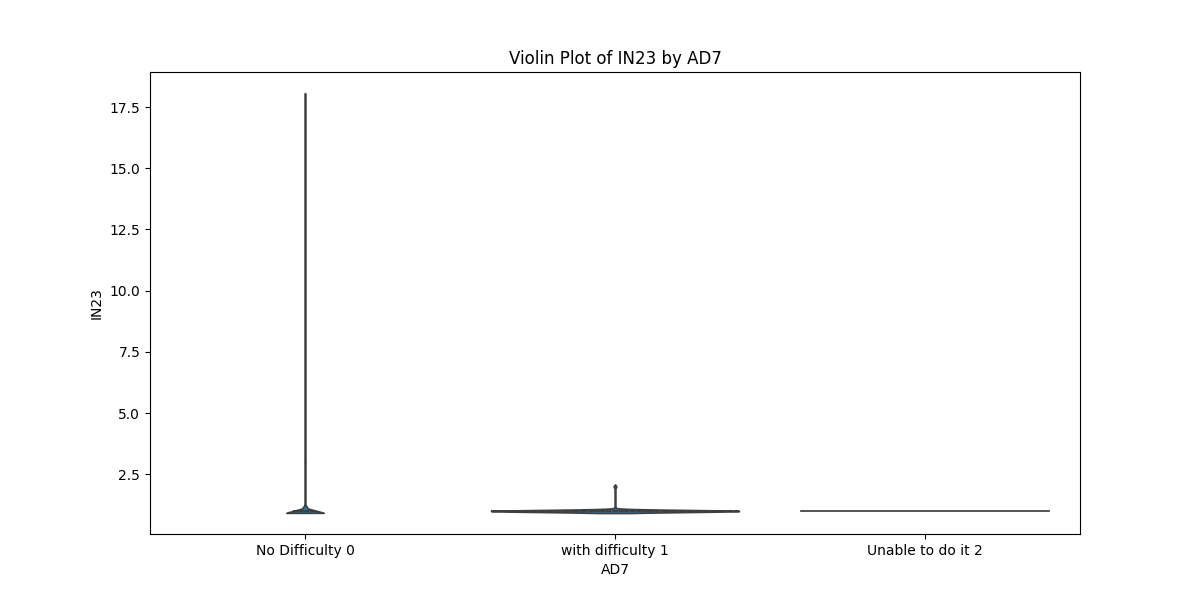 Violin Plot of IN23 by AD7
17.5
15.0
12.5
10.0
7.5
5.0
2.5
IN23
No Difficulty 0
with difficulty 1
Unable to do it 2
AD7